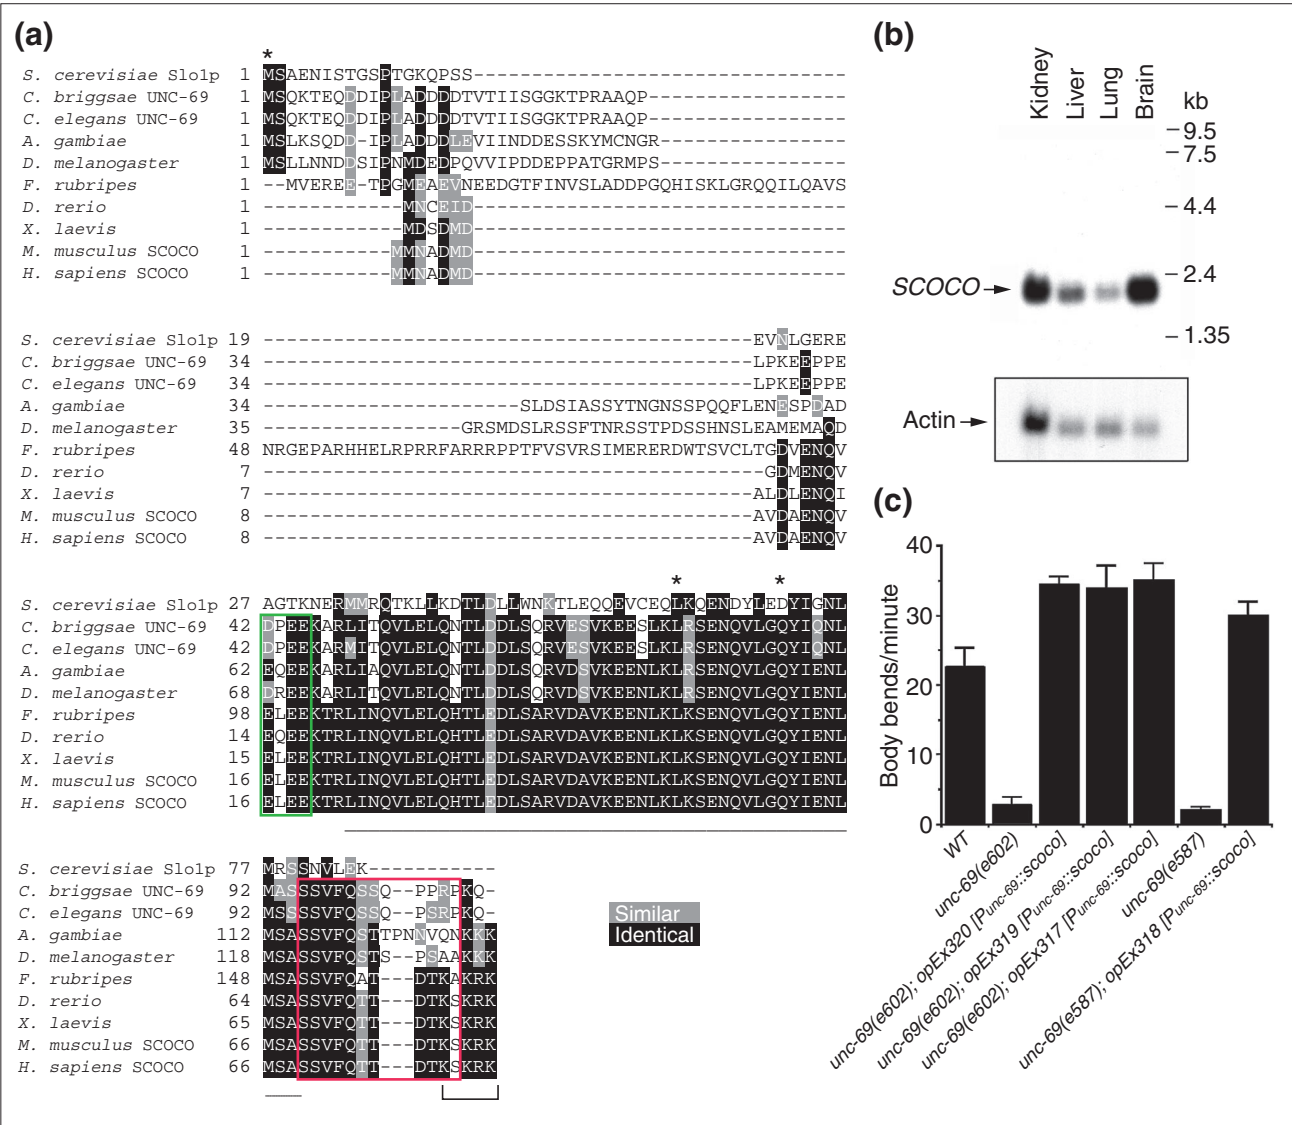 (a)
*
S. cerevisiae Slo1p 1 MSAENISTGSPTGKQPSS--------------------------------
C. briggsae UNC-69 1 MSQKTEQDDIPLADDDDTVTIISGGKTPRAAQP-----------------
C. elegans UNC-69 1 MSQKTEQDDIPLADDDDTVTIISGGKTPRAAQP-----------------
A. gambiae 1 MSLKSQDD-IPLADDDLEVIINDDESSKYMCNGR----------------
D. melanogaster 1 MSLLNNDDSIPNMDEDPQVVIPDDEPPATGRMPS----------------
F. rubripes 1 --MVEREE-TPGMEAEVNEEDGTFINVSLADDPGQHISKLGRQQILQAVS
D. rerio 1 ------------MNCEID--------------------------------
X. laevis 1 ------------MDSDMD--------------------------------
M. musculus SCOCO 1 -----------MMNADMD--------------------------------
H. sapiens SCOCO 1 -----------MMNADMD--------------------------------
S. cerevisiae Slo1p 19 ------------------------------------------EVNLGERE
C. briggsae UNC-69 34 ------------------------------------------LPKEEPPE
C. elegans UNC-69 34 ------------------------------------------LPKEEPPE
A. gambiae 34 ----------------------SLDSIASSYTNGNSSPQQFLENESPDAD
D. melanogaster 35 -----------------GRSMDSLRSSFTNRSSTPDSSHNSLEAMEMAQD
F. rubripes 48 NRGEPARHHELRPRRFARRRPPTFVSVRSIMERERDWTSVCLTGDVENQV
D. rerio 7 -------------------------------------------GDMENQV
X. laevis 7 ------------------------------------------ALDLENQI
M. musculus SCOCO 8 ------------------------------------------AVDAENQV
H. sapiens SCOCO 8 ------------------------------------------AVDAENQV
* *
S. cerevisiae Slo1p 27 AGTKNERMMRQTKLLKDTLDLLWNKTLEQQEVCEQLKQENDYLEDYIGNL
C. briggsae UNC-69 42 DPEEKARLITQVLELQNTLDDLSQRVESVKEESLKLRSENQVLGQYIQNL
C. elegans UNC-69 42 DPEEKARMITQVLELQNTLDDLSQRVESVKEESLKLRSENQVLGQYIQNL
A. gambiae 62 EQEEKARLIAQVLELQNTLDDLSQRVDSVKEENLKLRSENQVLGQYIENL
D. melanogaster 68 DREEKARLITQVLELQNTLDDLSQRVDSVKEENLKLRSENQVLGQYIENL
F. rubripes 98 ELEEKTRLINQVLELQHTLEDLSARVDAVKEENLKLKSENQVLGQYIENL
D. rerio 14 EQEEKTRLINQVLELQHTLEDLSARVDAVKEENLKLKSENQVLGQYIENL
X. laevis 15 ELEEKTRLINQVLELQHTLEDLSARVDAVKEENLKLKSENQVLGQYIENL
M. musculus SCOCO 16 ELEEKTRLINQVLELQHTLEDLSARVDAVKEENLKLKSENQVLGQYIENL
H. sapiens SCOCO 16 ELEEKTRLINQVLELQHTLEDLSARVDAVKEENLKLKSENQVLGQYIENL
S. cerevisiae Slo1p 77 MRSSNVLEK-----------
C. briggsae UNC-69 92 MASSSVFQSSQ--PPRPKQ-
C. elegans UNC-69 92 MSSSSVFQSSQ--PSRPKQ-
A. gambiae 112 MSASSVFQSTTPNNVQNKKK
D. melanogaster 118 MSASSVFQSTS--PSAAKKK
F. rubripes 148 MSASSVFQAT---DTKAKRK
D. rerio 64 MSASSVFQTT---DTKSKRK
X. laevis 65 MSASSVFQTT---DTKSKRK
M. musculus SCOCO 66 MSASSVFQTT---DTKSKRK
H. sapiens SCOCO 66 MSASSVFQTT---DTKSKRK
Similar
Identical
(b)
Kidney
Liver
Lung
Brain
kb
9.5
7.5
4.4
2.4
1.35
SCOCO
Actin
(c)
Body bends/minute
40
30
20
10
0
WT
unc-69(e602)
unc-69(e602); opEx320 [Punc-69::scoco]
unc-69(e602); opEx319 [Punc-69::scoco]
unc-69(e602); opEx317 [Punc-69::scoco]
unc-69(e587)
unc-69(e587); opEx318 [Punc-69::scoco]